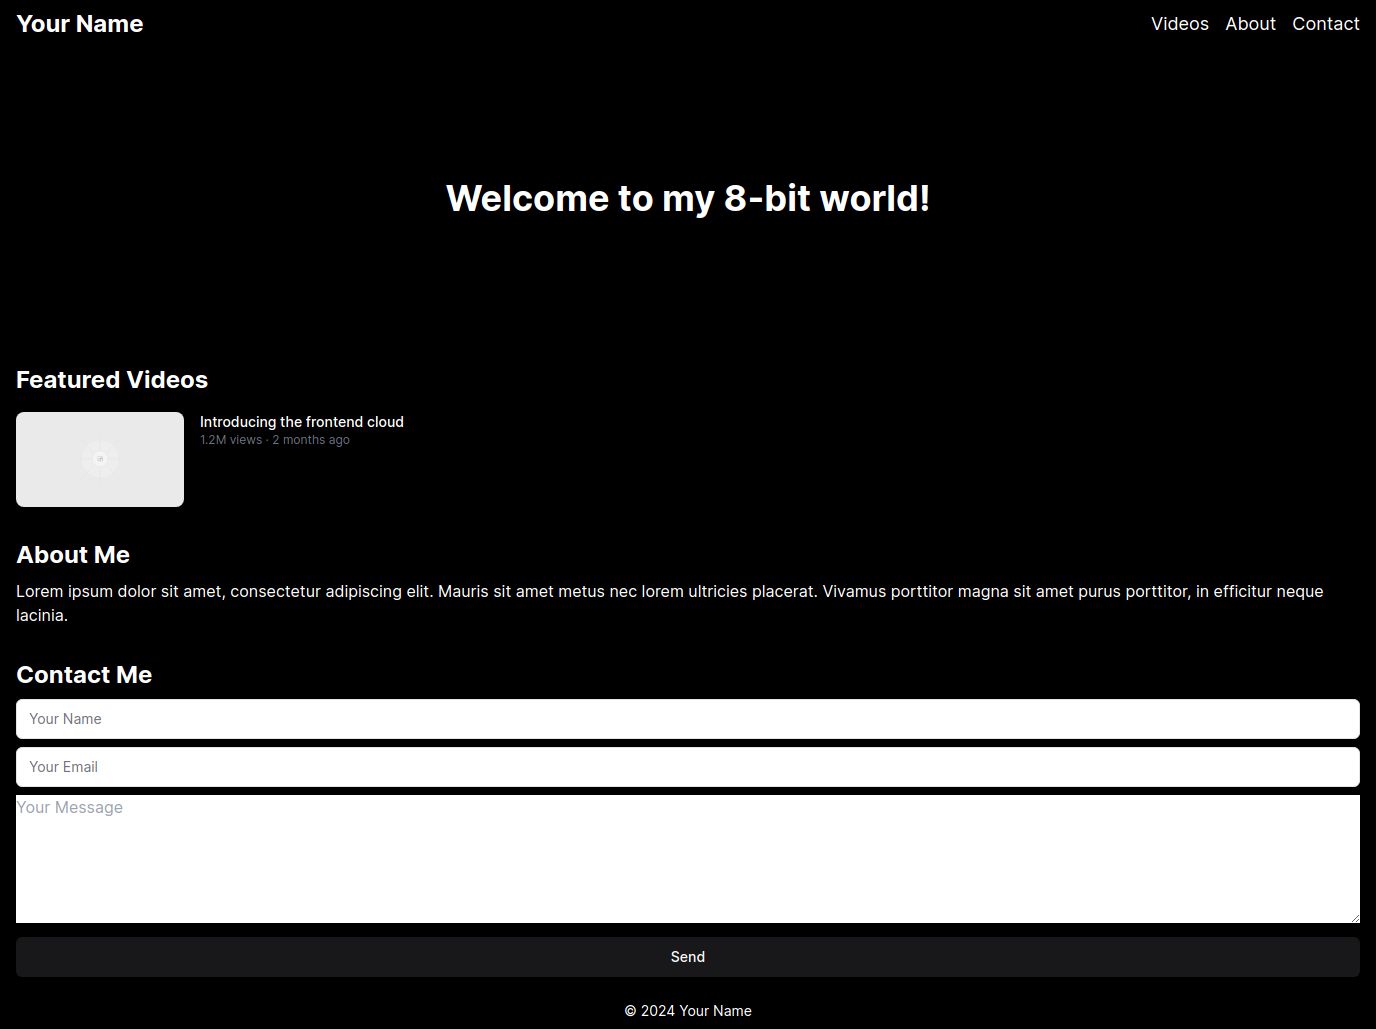 Your Name
Videos About Contact
Welcome to my 8-bit world!
Featured Videos
Introducing the frontend cloud
1.2M views · 2 months ago
About Me
Lorem ipsum dolor sit amet, consectetur adipiscing elit. Mauris sit amet metus nec lorem ultricies placerat. Vivamus porttitor magna sit amet purus porttitor, in efficitur neque
lacinia.
Contact Me
Your Name
Your Email
Your Message
Send
© 2024 Your Name